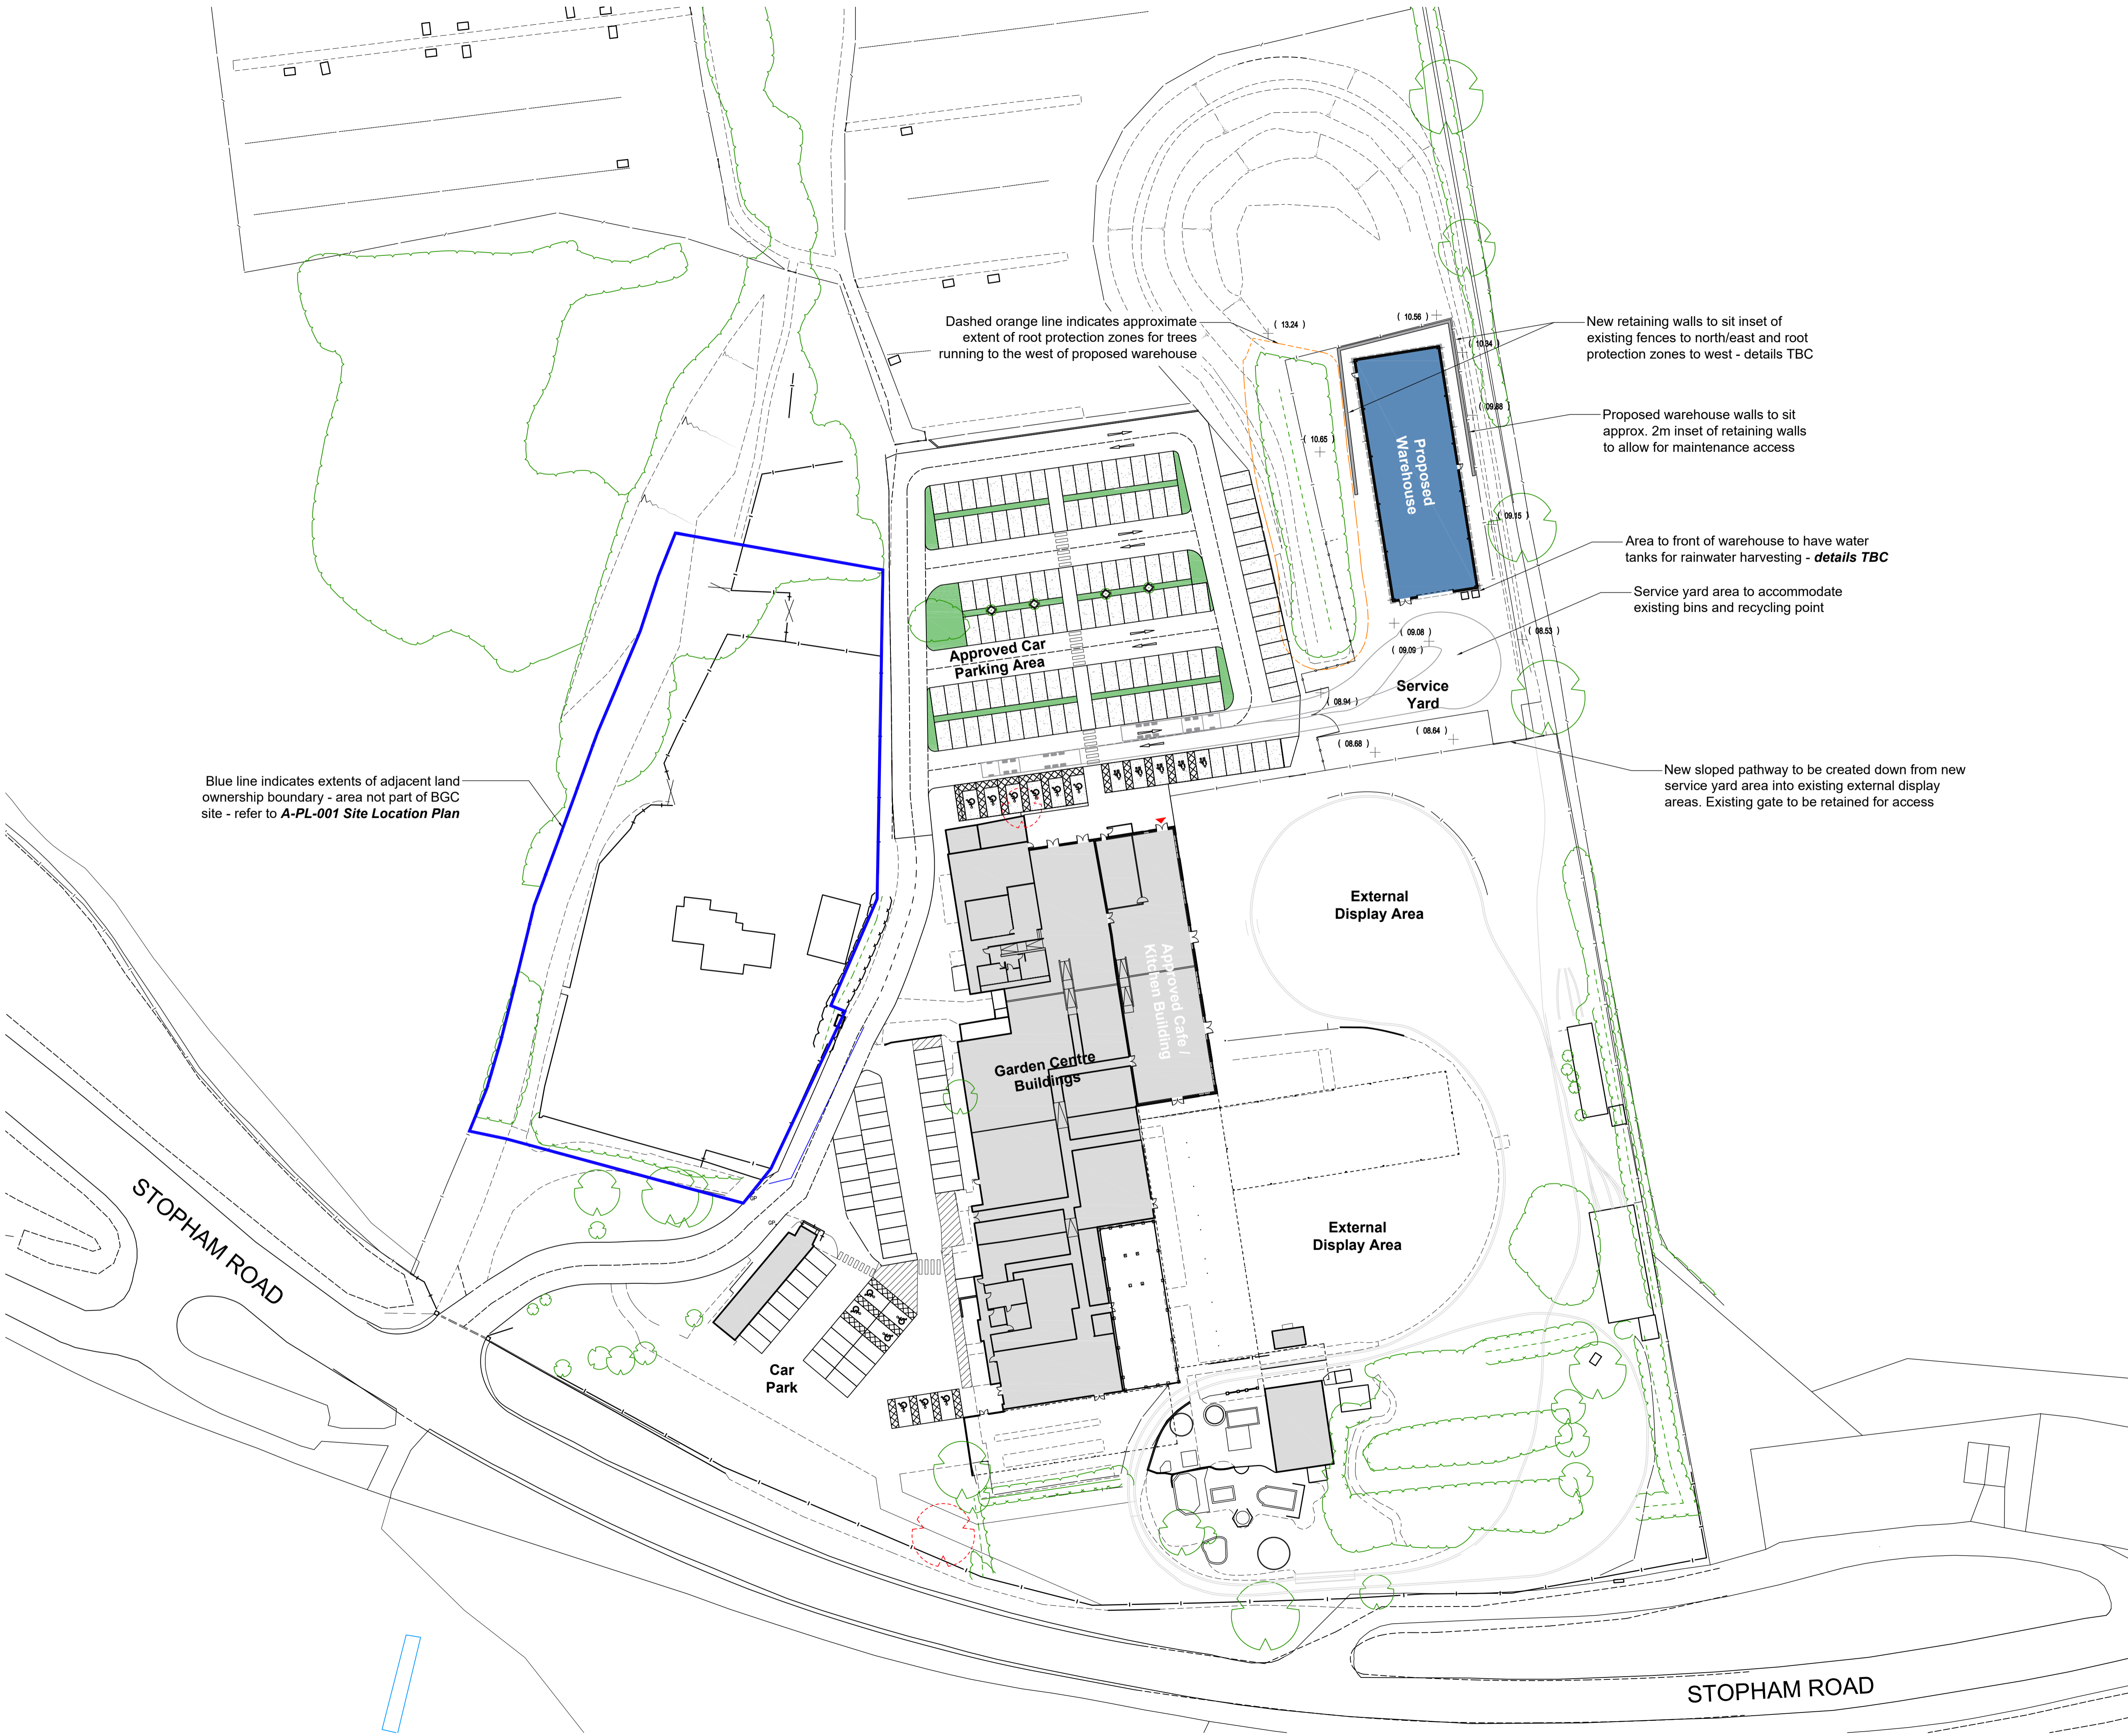 Dashed orange line indicates approximate
extent of root protection zones for trees
running to the west of proposed warehouse
( 13.24 )
( 10.56 )
( 10.34 )
New retaining walls to sit inset of
existing fences to north/east and root
protection zones to west - details TBC
( 09.88 )
Proposed warehouse walls to sit
approx. 2m inset of retaining walls
to allow for maintenance access
( 10.65 )
Proposed
Warehouse
( 09.15 )
Area to front of warehouse to have water
tanks for rainwater harvesting - details TBC
Service yard area to accommodate
existing bins and recycling point
( 09.08 )
( 08.53 )
( 09.09 )
Approved Car
Parking Area
Service
Yard
( 08.94 )
( 08.68 )
( 08.64 )
New sloped pathway to be created down from new
service yard area into existing external display
areas. Existing gate to be retained for access
Blue line indicates extents of adjacent land
ownership boundary - area not part of BGC
site - refer to A-PL-001 Site Location Plan
External
Display Area
Approved Cafe /
Kitchen Building
Garden Centre
Buildings
GP
GP
External
Display Area
STOPHAM ROAD
Car
Park
STOPHAM ROAD